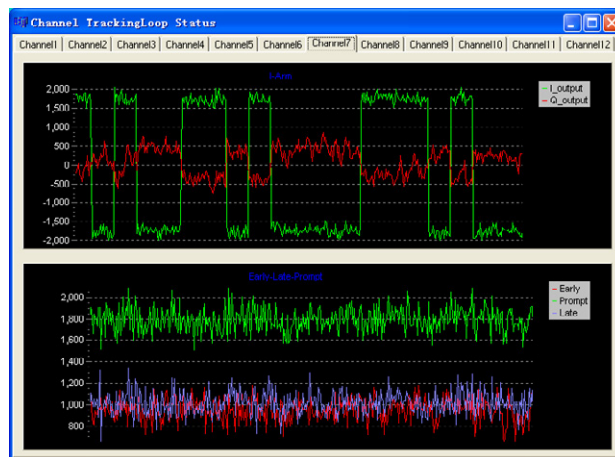 Channel TrackingLoop Status
Channel1 Channel2 Channel3 Channel4 Channel5 Channel6 Channel7 Channel8 Channel9 Channel10 Channel11 Channel12
2,000
1,500
1,000
500
0
-500
-1,000
-1,500
-2,000
I_output
Q_output
Early-Late-Prompt
2,000
1,800
1,600
1,400
1,200
1,000
800
Early
Prompt
Late